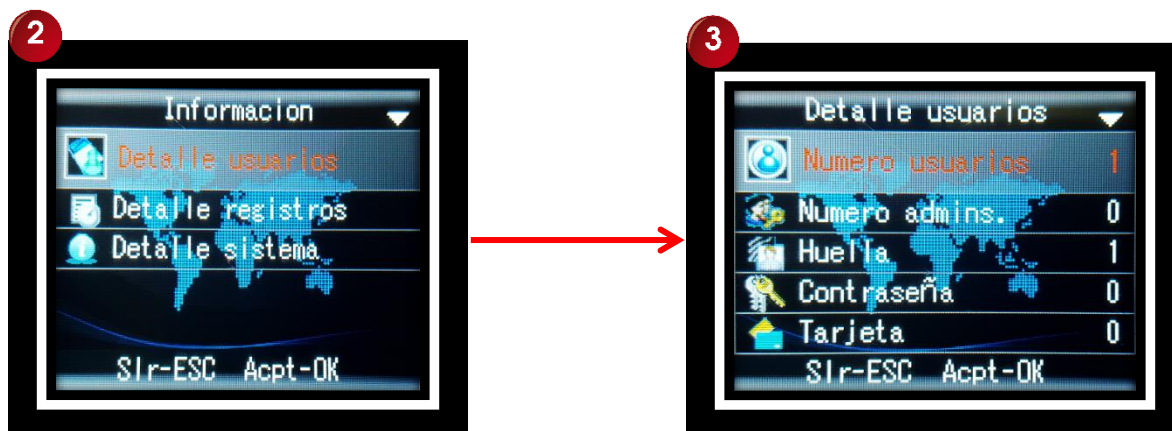 2
Informacion
Detalle usuarios
Detalle registros
Detalle sistema
Slr-ESC Acpt-OK
3
Detalle usuarios
Numero usuarios 1
Numero admins. 0
Huella 1
Contraseña 0
Tarjeta 0
Slr-ESC Acpt-OK